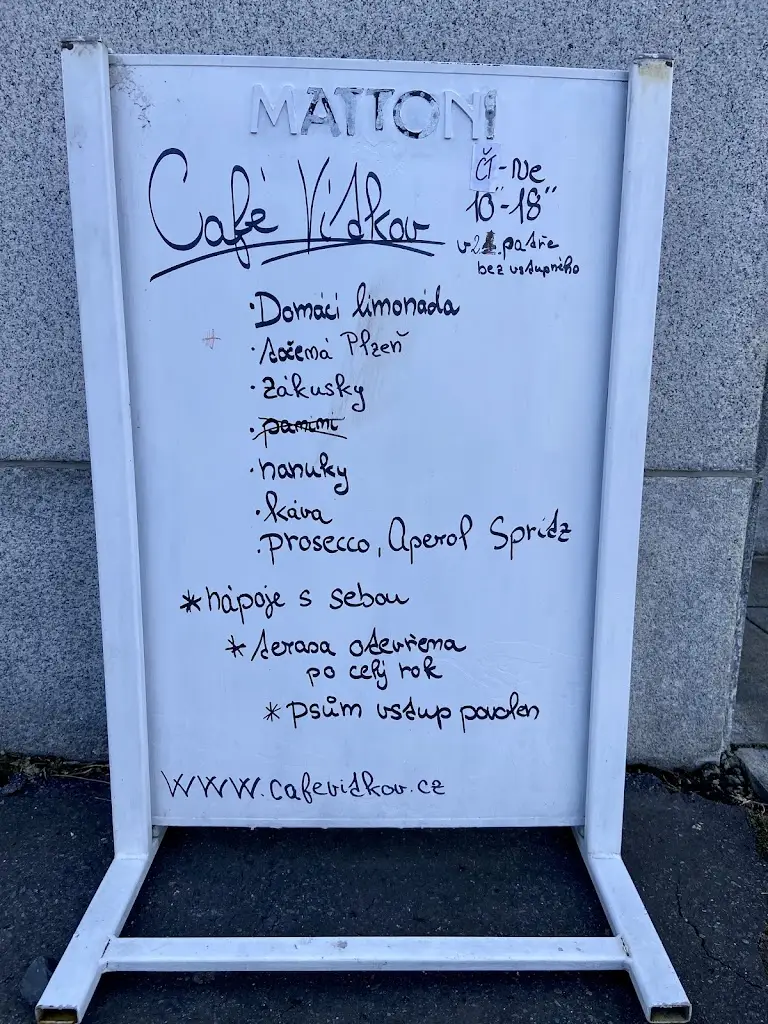 MATTONI
Café Vítkov
ČT-Ne
10°°-18°°
v 2. patře
bez vstupného
·Domácí limonáda
·točená Plzeň
·zákusky
·panini
·nanuky
·káva
·prosecco, Aperol Spritz
*nápoje s sebou
*terasa otevřena
po celý rok
*psům vstup povolen
www.cafevitkov.cz